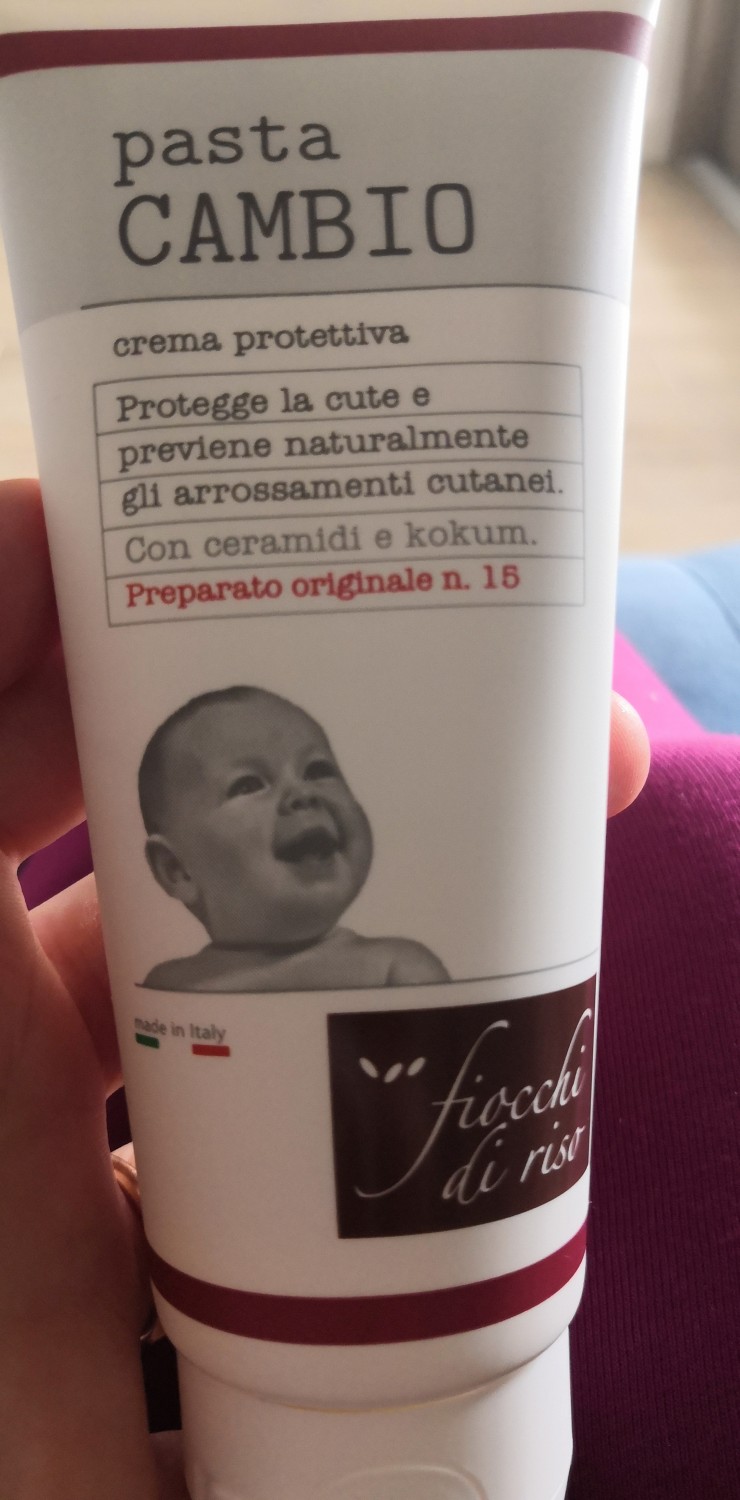 pasta
CAMBIO
crema protettiva
Protegge la cute e
previene naturalmente
gli arrossamenti cutanei.
Con ceramidi e kokum.
Preparato originale n. 15
made in Italy
fiocchi
di riso